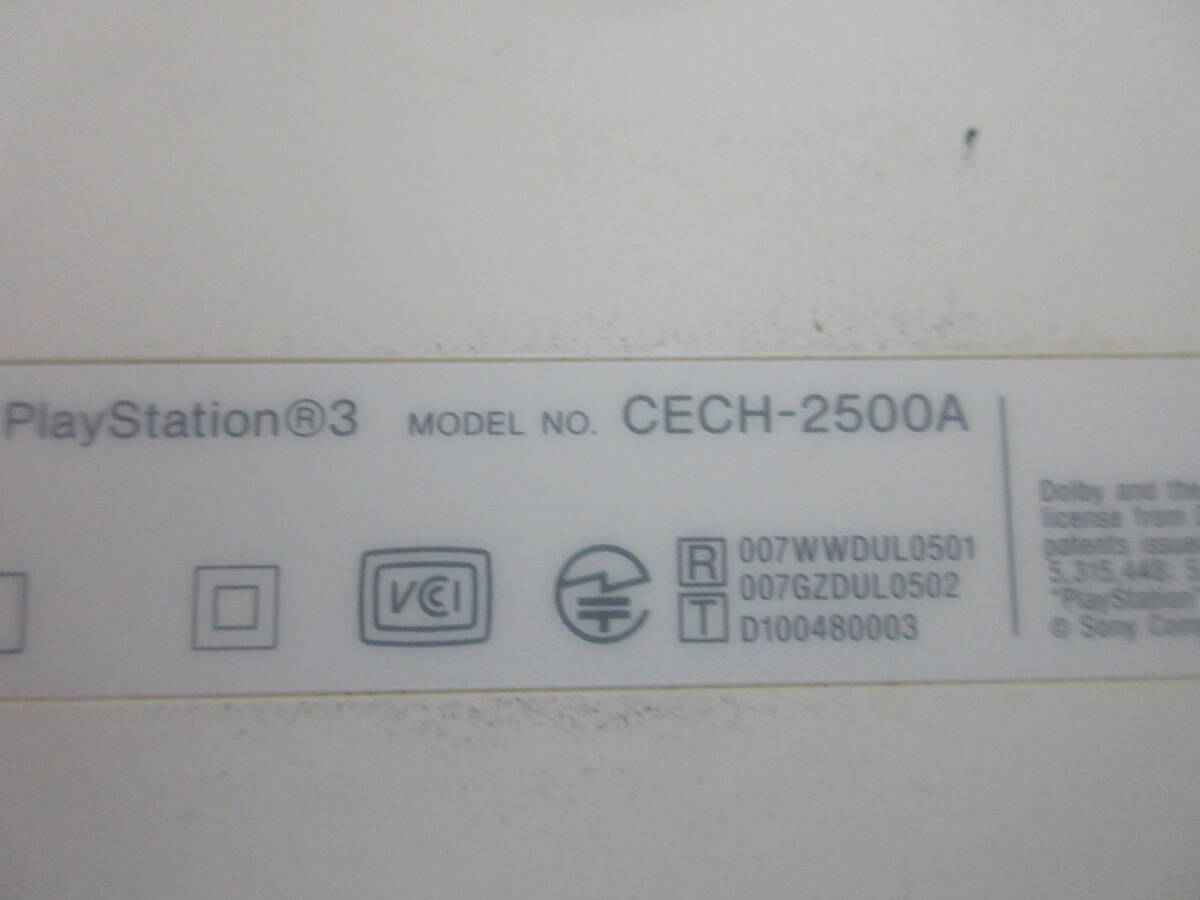 PlayStation®3 MODEL NO. CECH-2500A
VCCI
R 007WWDUL0501
007GZDUL0502
T D100480003
Dolby and the
license from
patents issue
5,315,448; 5
"PlayStation"
© Sony Com